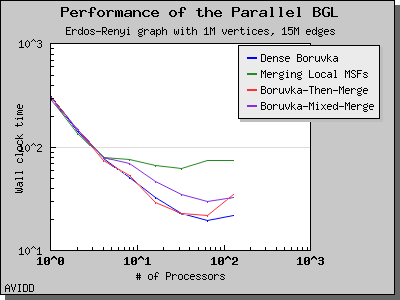 Performance of the Parallel BGL
Erdos-Renyi graph with 1M vertices, 15M edges
Dense Boruvka
Merging Local MSFs
Boruvka-Then-Merge
Boruvka-Mixed-Merge
Wall clock time
10^3
10^2
10^1
10^0 10^1 10^2 10^3
# of Processors
AVIDD